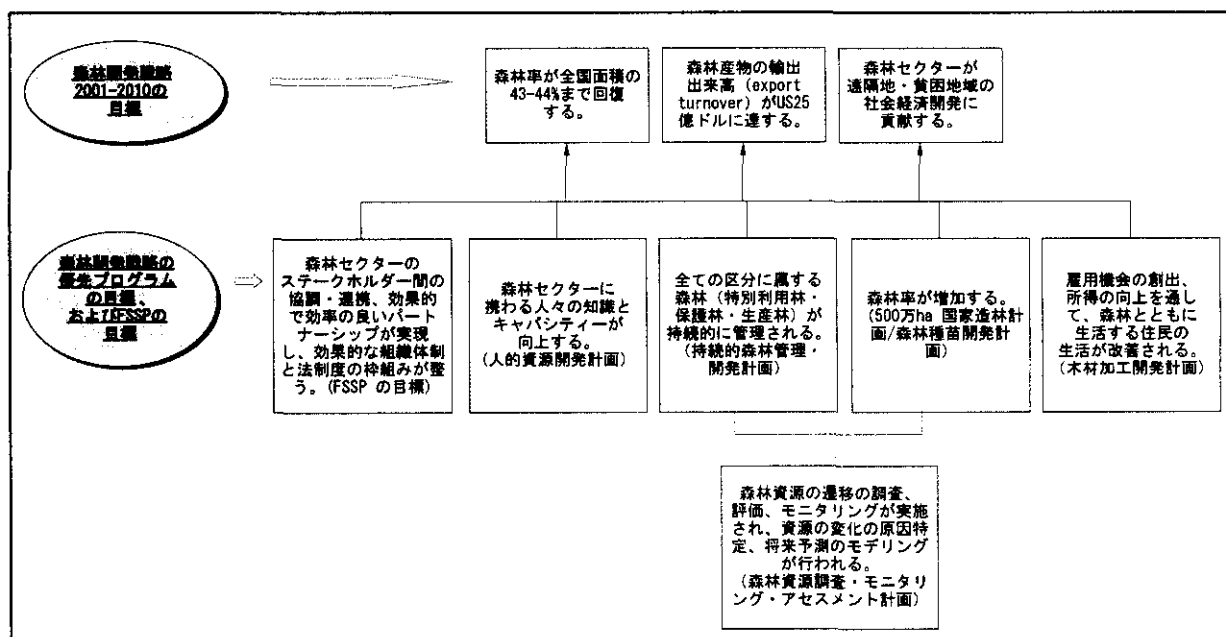 森林開発戦略
2001-2010の
目標
森林率が全国面積の
43-44%まで回復
する。
森林産物の輸出
出来高 (export
turnover) がUS25
億ドルに達する。
森林セクターが
遠隔地・貧困地域の
社会経済開発に
貢献する。
森林開発戦略の
優先プログラム
の目標、
およびFSSPの
目標
森林セクターの
ステークホルダー間の
協調・連携、効果的
で効率の良いパート
ナーシップが実現
し、効果的な組織体制
と法制度の枠組みが整
う。(FSSP の目標)
森林セクターに
携わる人々の知識と
キャパシティーが
向上する。
(人的資源開発計画)
全ての区分に属する
森林（特別利用林・
保護林・生産林）が
持続的に管理される。
(持続的森林管理・
開発計画)
森林率が増加する。
(500万ha 国家造林計
画/森林種苗開発計
画)
雇用機会の創出、
所得の向上を通し
て、森林とともに
生活する住民の
生活が改善される。
(木材加工開発計画)
森林資源の遷移の調査、
評価、モニタリングが実施
され、資源の変化の原因特
定、将来予測のモデリング
が行われる。
(森林資源調査・モニタリ
ング・アセスメント計画)